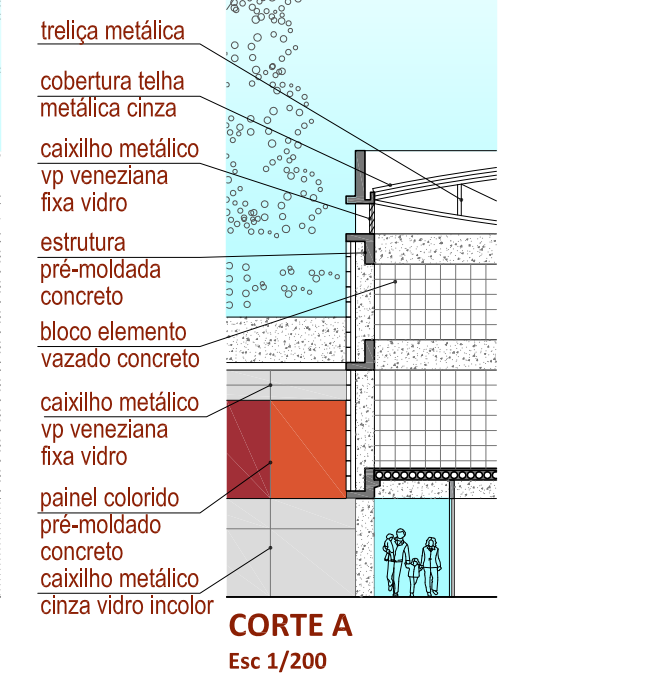 treliça metálica
cobertura telha
metálica cinza
caixilho metálico
vp veneziana
fixa vidro
estrutura
pré-moldada
concreto
bloco elemento
vazado concreto
caixilho metálico
vp veneziana
fixa vidro
painel colorido
pré-moldado
concreto
caixilho metálico
cinza vidro incolor
CORTE A
Esc 1/200